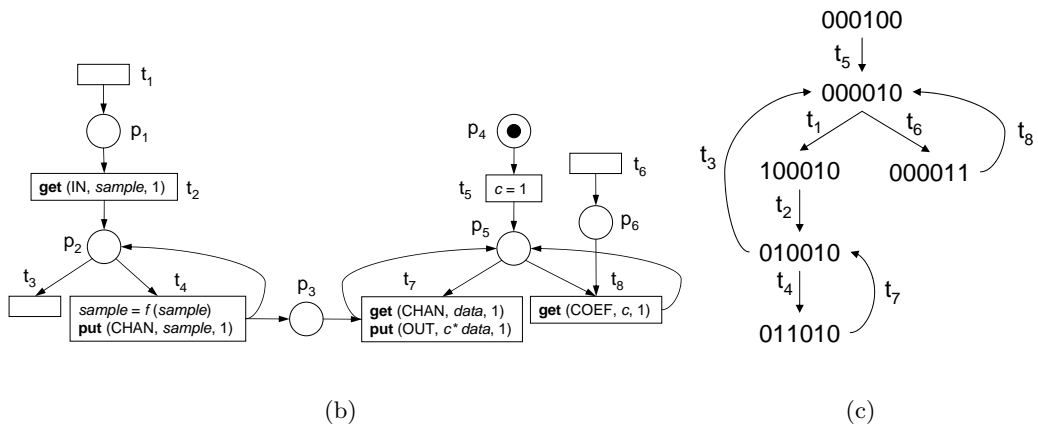 t1
p1
get (IN, sample, 1)
t2
p2
t3
t4
sample = f (sample)
put (CHAN, sample, 1)
p3
p4
t5
c = 1
t6
p5
p6
t7
t8
get (CHAN, data, 1)
put (OUT, c* data, 1)
get (COEF, c, 1)
(b)
000100
t5
000010
t1
t6
t3
t8
100010
000011
t2
010010
t4
t7
011010
(c)